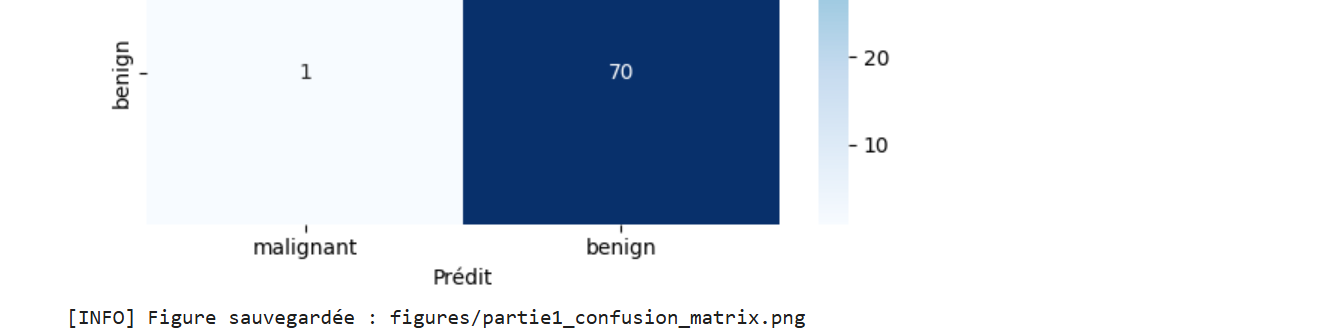 20
benign
1 70
10
malignant benign
Prédit
[INFO] Figure sauvegardée : figures/partie1_confusion_matrix.png